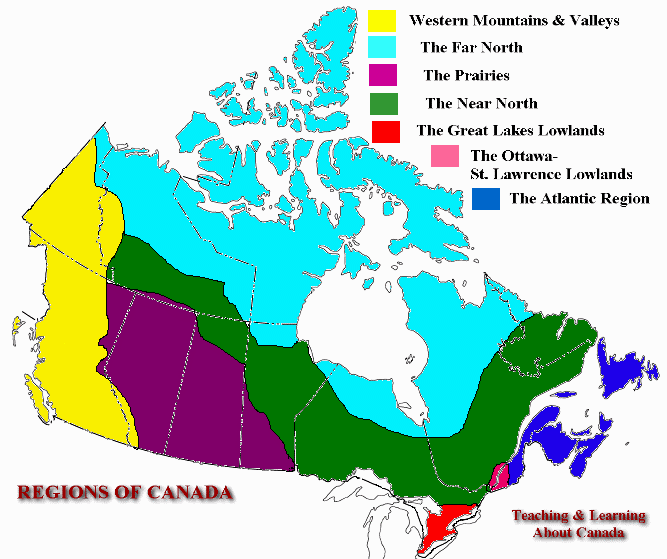 Western Mountains & Valleys
The Far North
The Prairies
The Near North
The Great Lakes Lowlands
The Ottawa-
St. Lawrence Lowlands
The Atlantic Region
REGIONS OF CANADA
Teaching & Learning
About Canada